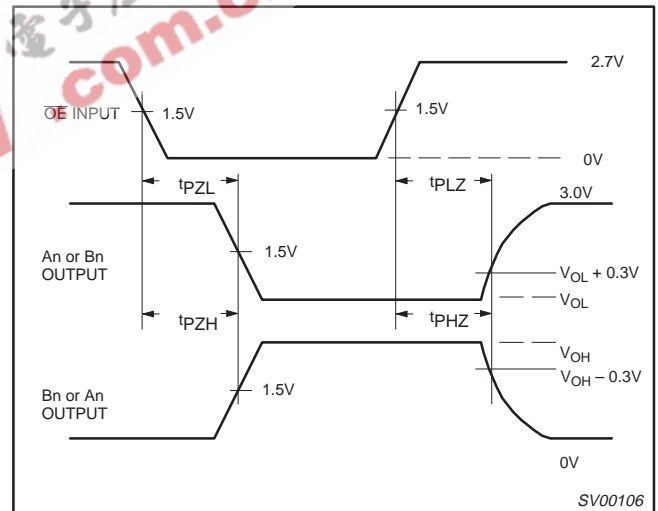 电子
.com.
2.7V
OE INPUT
1.5V
1.5V
0V
tPZL
tPLZ
3.0V
An or Bn
OUTPUT
1.5V
VOL + 0.3V
VOL
tPZH
tPHZ
VOH
VOH – 0.3V
Bn or An
OUTPUT
1.5V
0V
SV00106